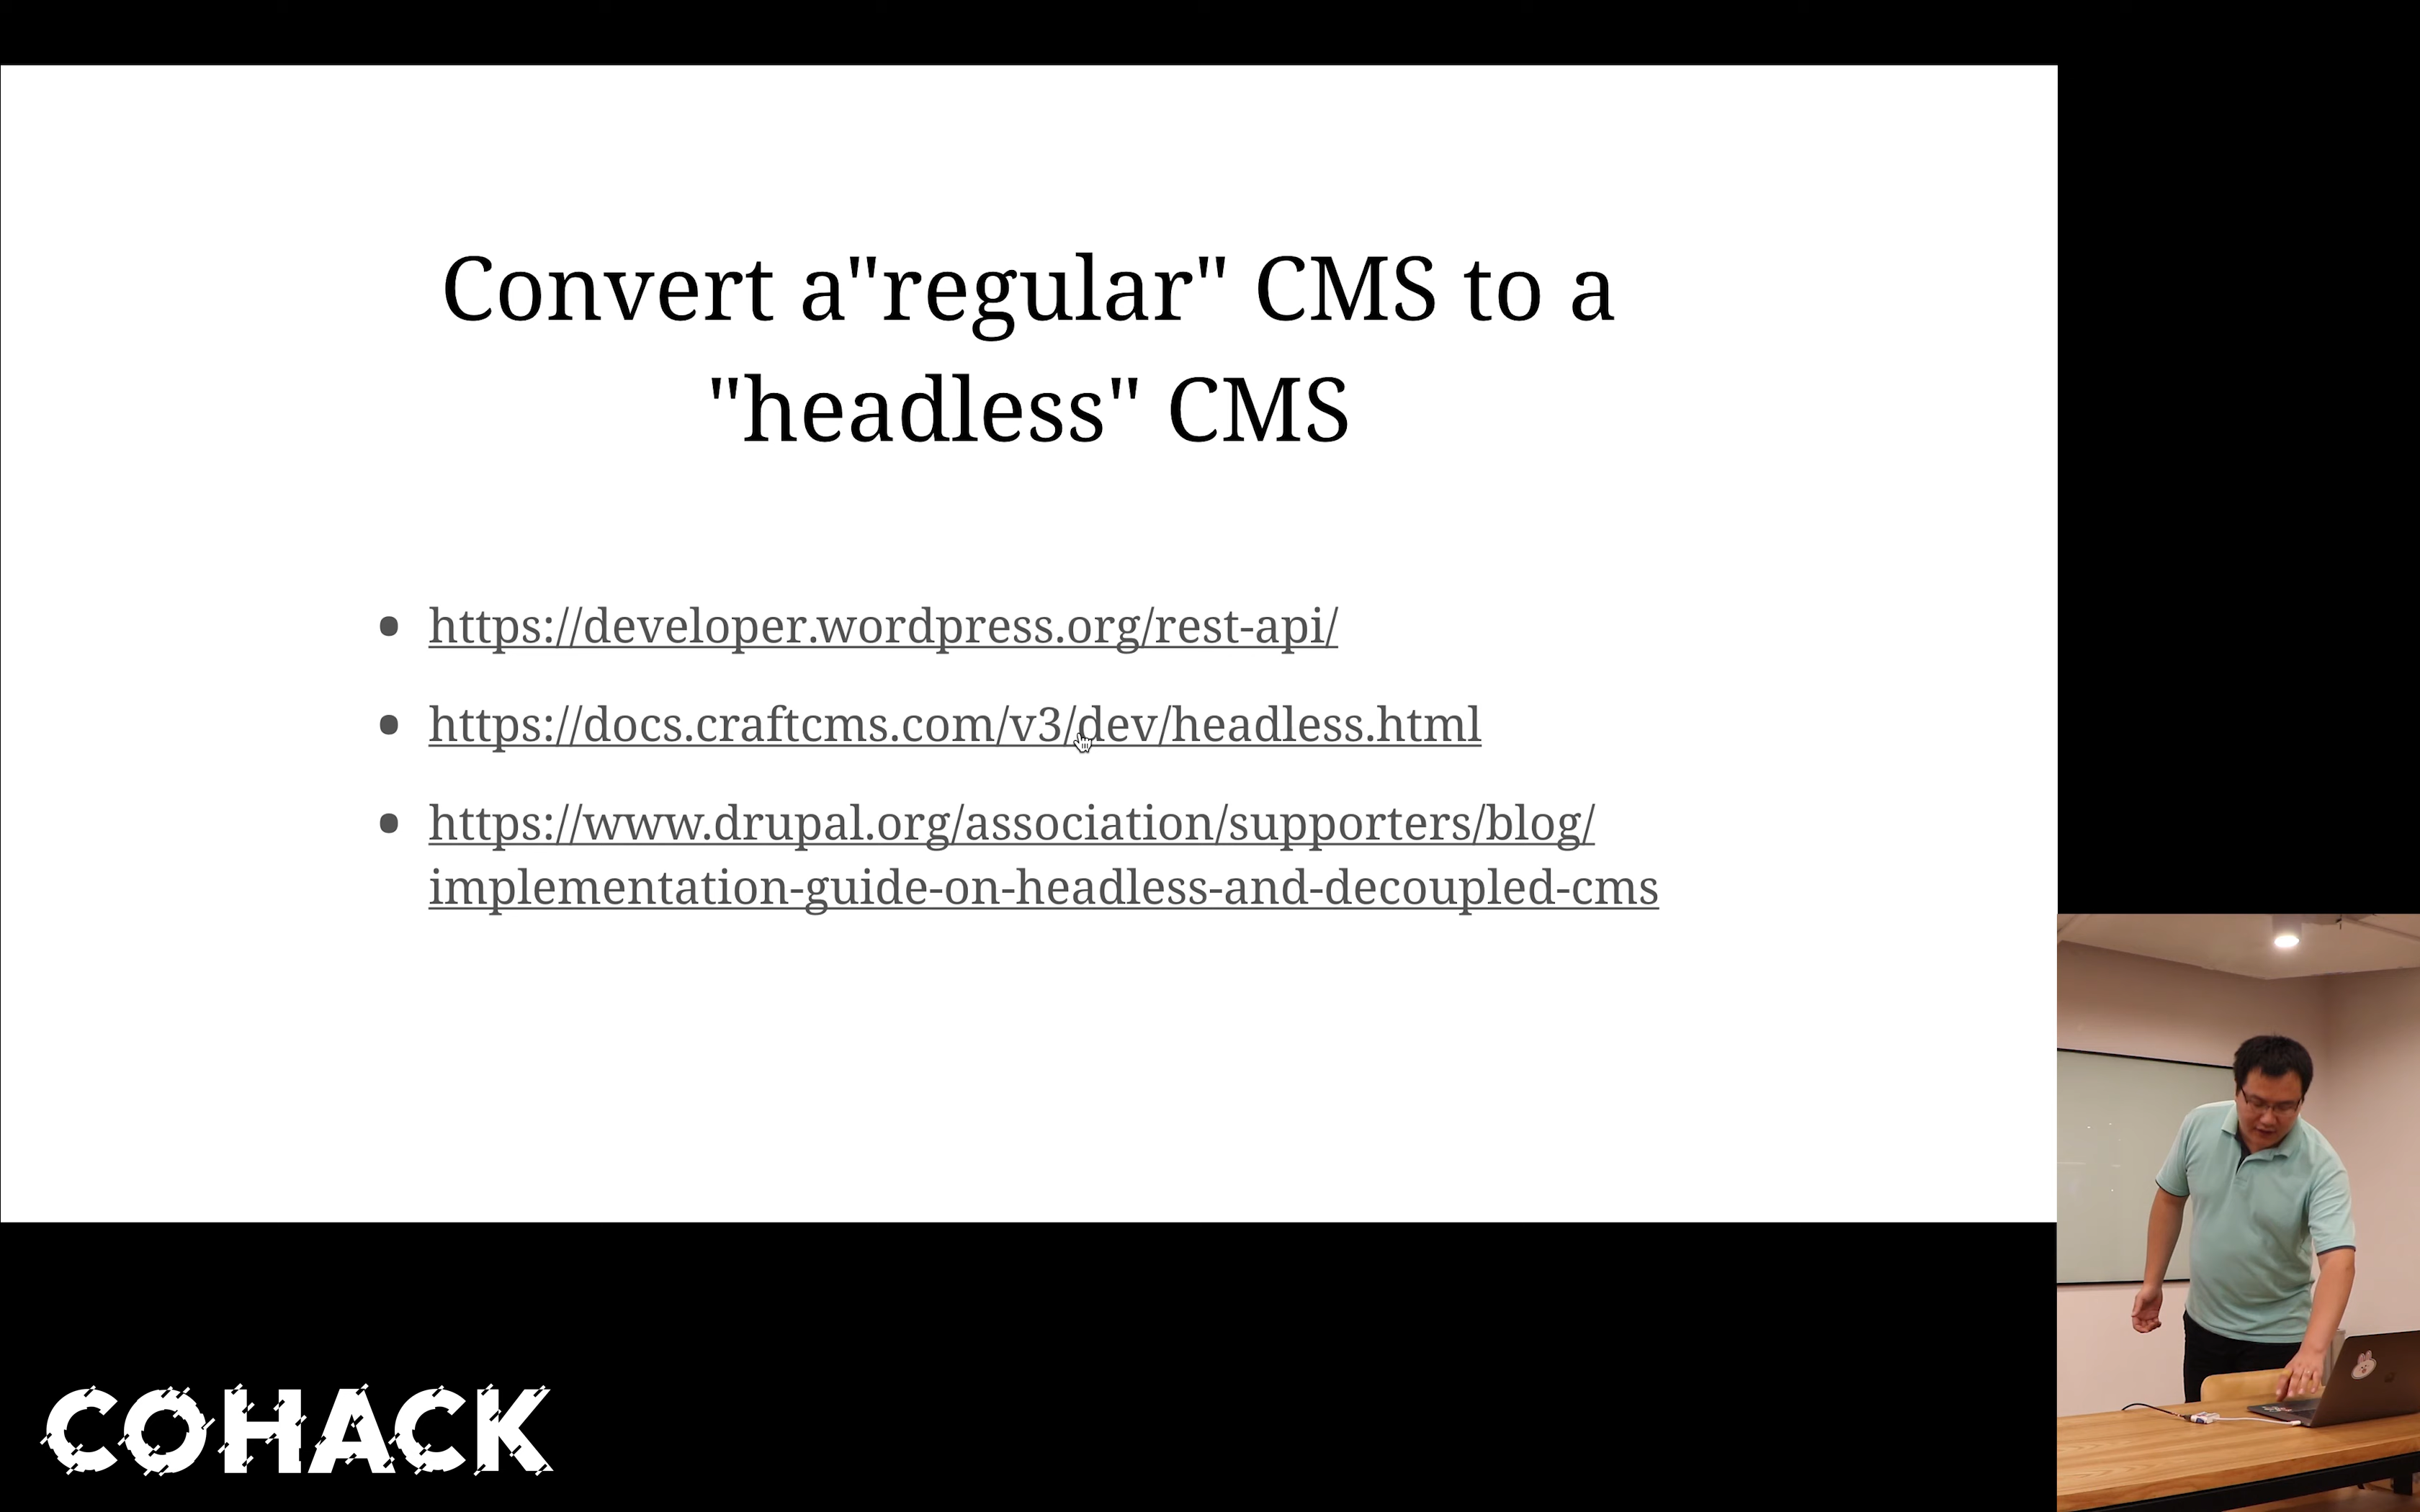 Convert a"regular" CMS to a
"headless" CMS
• https://developer.wordpress.org/rest-api/
• https://docs.craftcms.com/v3/dev/headless.html
• https://www.drupal.org/association/supporters/blog/
implementation-guide-on-headless-and-decoupled-cms
COHACK